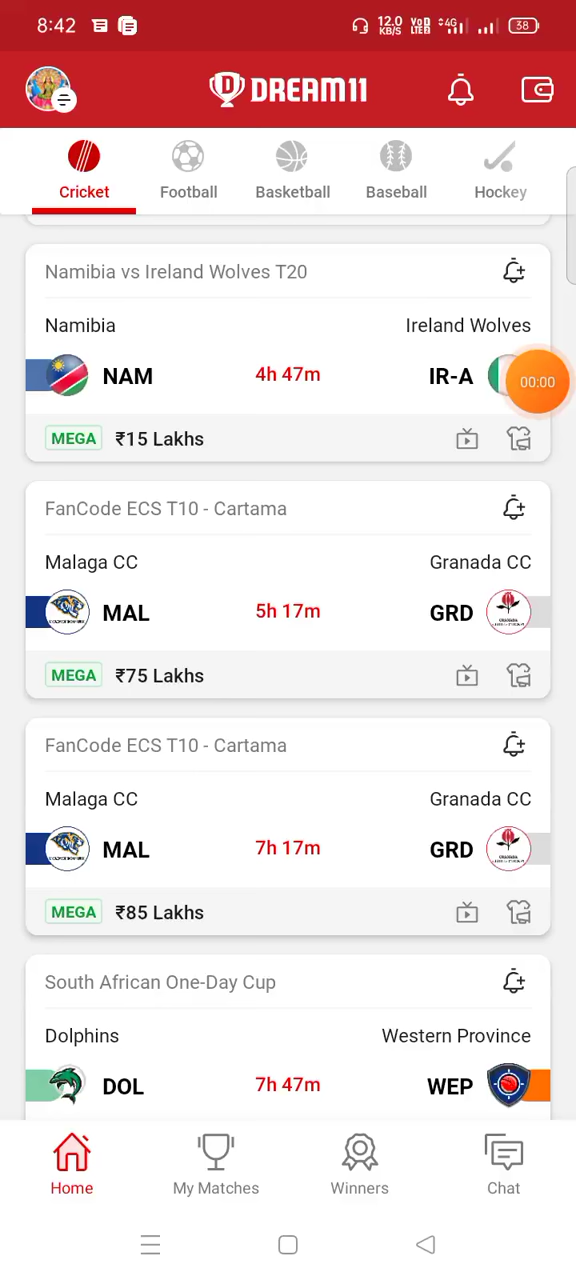 8:42 12.0 KB/S VoD LTE 4G 38
DREAM11
Cricket Football Basketball Baseball Hockey
Namibia vs Ireland Wolves T20
Namibia Ireland Wolves
NAM 4h 47m IR-A
00:00
MEGA ₹15 Lakhs
FanCode ECS T10 - Cartama
Malaga CC Granada CC
MAL 5h 17m GRD
MEGA ₹75 Lakhs
FanCode ECS T10 - Cartama
Malaga CC Granada CC
MAL 7h 17m GRD
MEGA ₹85 Lakhs
South African One-Day Cup
Dolphins Western Province
DOL 7h 47m WEP
Home My Matches Winners Chat